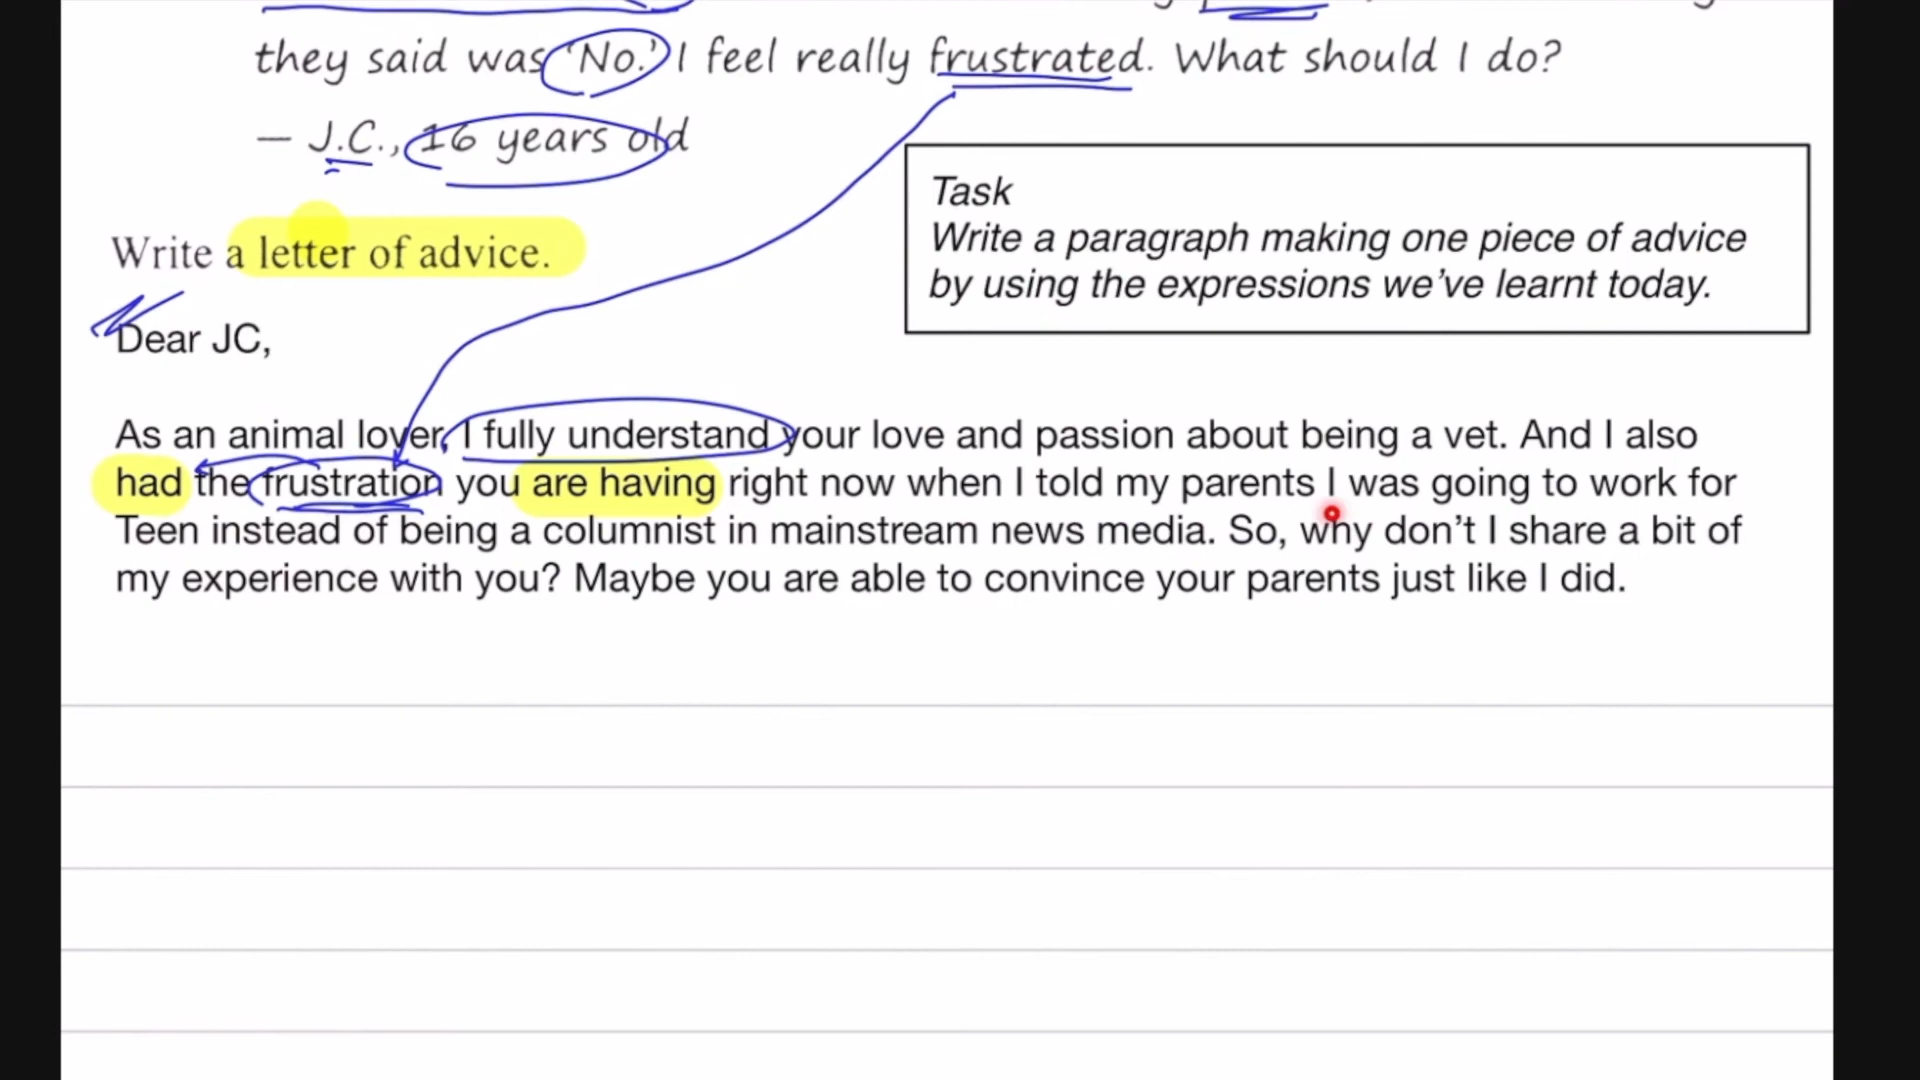 they said was 'No.' I feel really frustrated. What should I do?
— J.C., 16 years old
Task
Write a paragraph making one piece of advice
by using the expressions we've learnt today.
Write a letter of advice.
Dear JC,
As an animal lover, I fully understand your love and passion about being a vet. And I also
had the frustration you are having right now when I told my parents I was going to work for
Teen instead of being a columnist in mainstream news media. So, why don't I share a bit of
my experience with you? Maybe you are able to convince your parents just like I did.